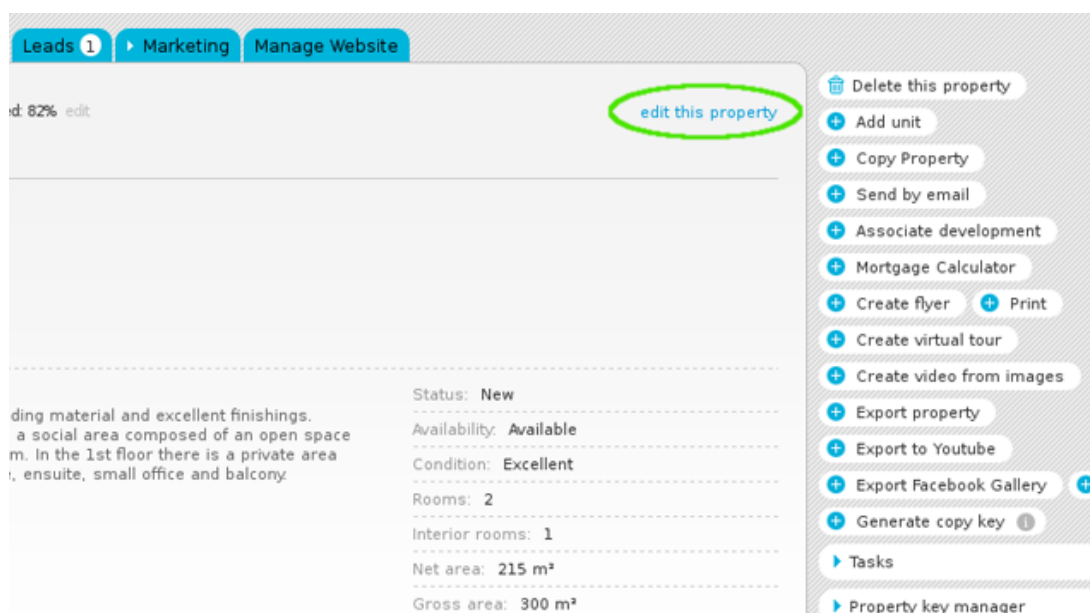 Leads 1 Marketing Manage Website
d: 82% edit
edit this property
ding material and excellent finishings.
a social area composed of an open space
m. In the 1st floor there is a private area
, ensuite, small office and balcony.
Status: New
Availability: Available
Condition: Excellent
Rooms: 2
Interior rooms: 1
Net area: 215 m²
Gross area: 300 m²
Delete this property
Add unit
Copy Property
Send by email
Associate development
Mortgage Calculator
Create flyer Print
Create virtual tour
Create video from images
Export property
Export to Youtube
Export Facebook Gallery
Generate copy key i
Tasks
Property key manager